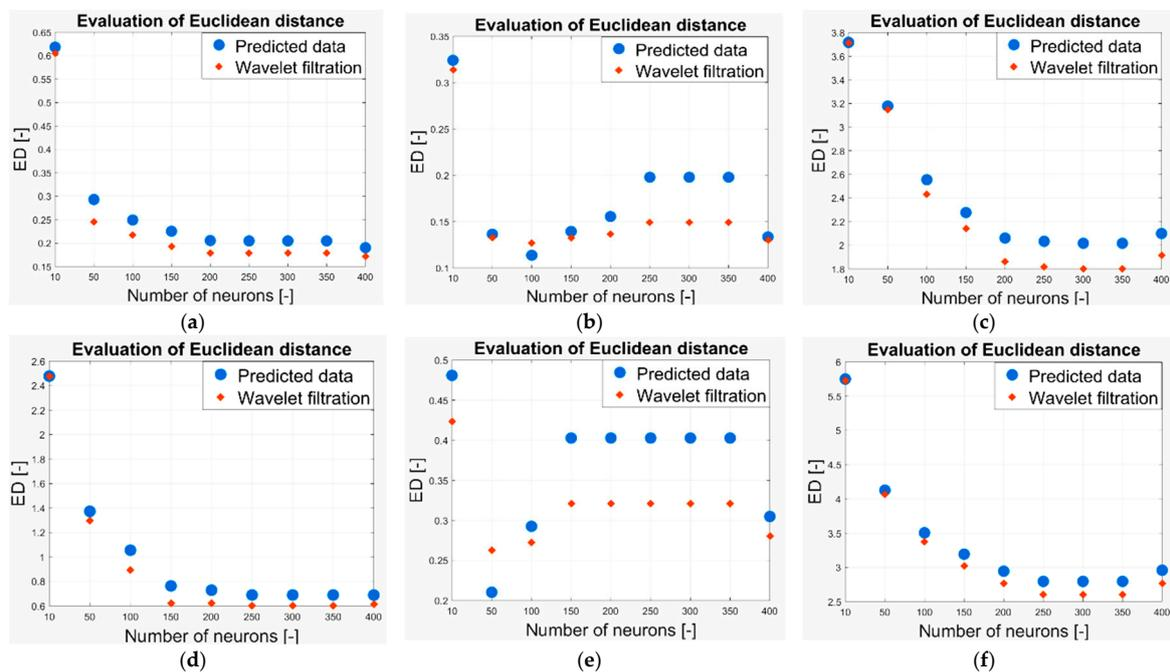 Evaluation of Euclidean distance
Predicted data
Wavelet filtration
ED [-]
0.65
0.6
0.55
0.5
0.45
0.4
0.35
0.3
0.25
0.2
0.15
10 50 100 150 200 250 300 350 400
Number of neurons [-]
(a)
Evaluation of Euclidean distance
Predicted data
Wavelet filtration
ED [-]
0.35
0.3
0.25
0.2
0.15
0.1
10 50 100 150 200 250 300 350 400
Number of neurons [-]
(b)
Evaluation of Euclidean distance
Predicted data
Wavelet filtration
ED [-]
3.8
3.6
3.4
3.2
3
2.8
2.6
2.4
2.2
2
1.8
10 50 100 150 200 250 300 350 400
Number of neurons [-]
(c)
Evaluation of Euclidean distance
Predicted data
Wavelet filtration
ED [-]
2.6
2.4
2.2
2
1.8
1.6
1.4
1.2
1
0.8
0.6
10 50 100 150 200 250 300 350 400
Number of neurons [-]
(d)
Evaluation of Euclidean distance
Predicted data
Wavelet filtration
ED [-]
0.5
0.45
0.4
0.35
0.3
0.25
0.2
10 50 100 150 200 250 300 350 400
Number of neurons [-]
(e)
Evaluation of Euclidean distance
Predicted data
Wavelet filtration
ED [-]
6
5.5
5
4.5
4
3.5
3
2.5
10 50 100 150 200 250 300 350 400
Number of neurons [-]
(f)